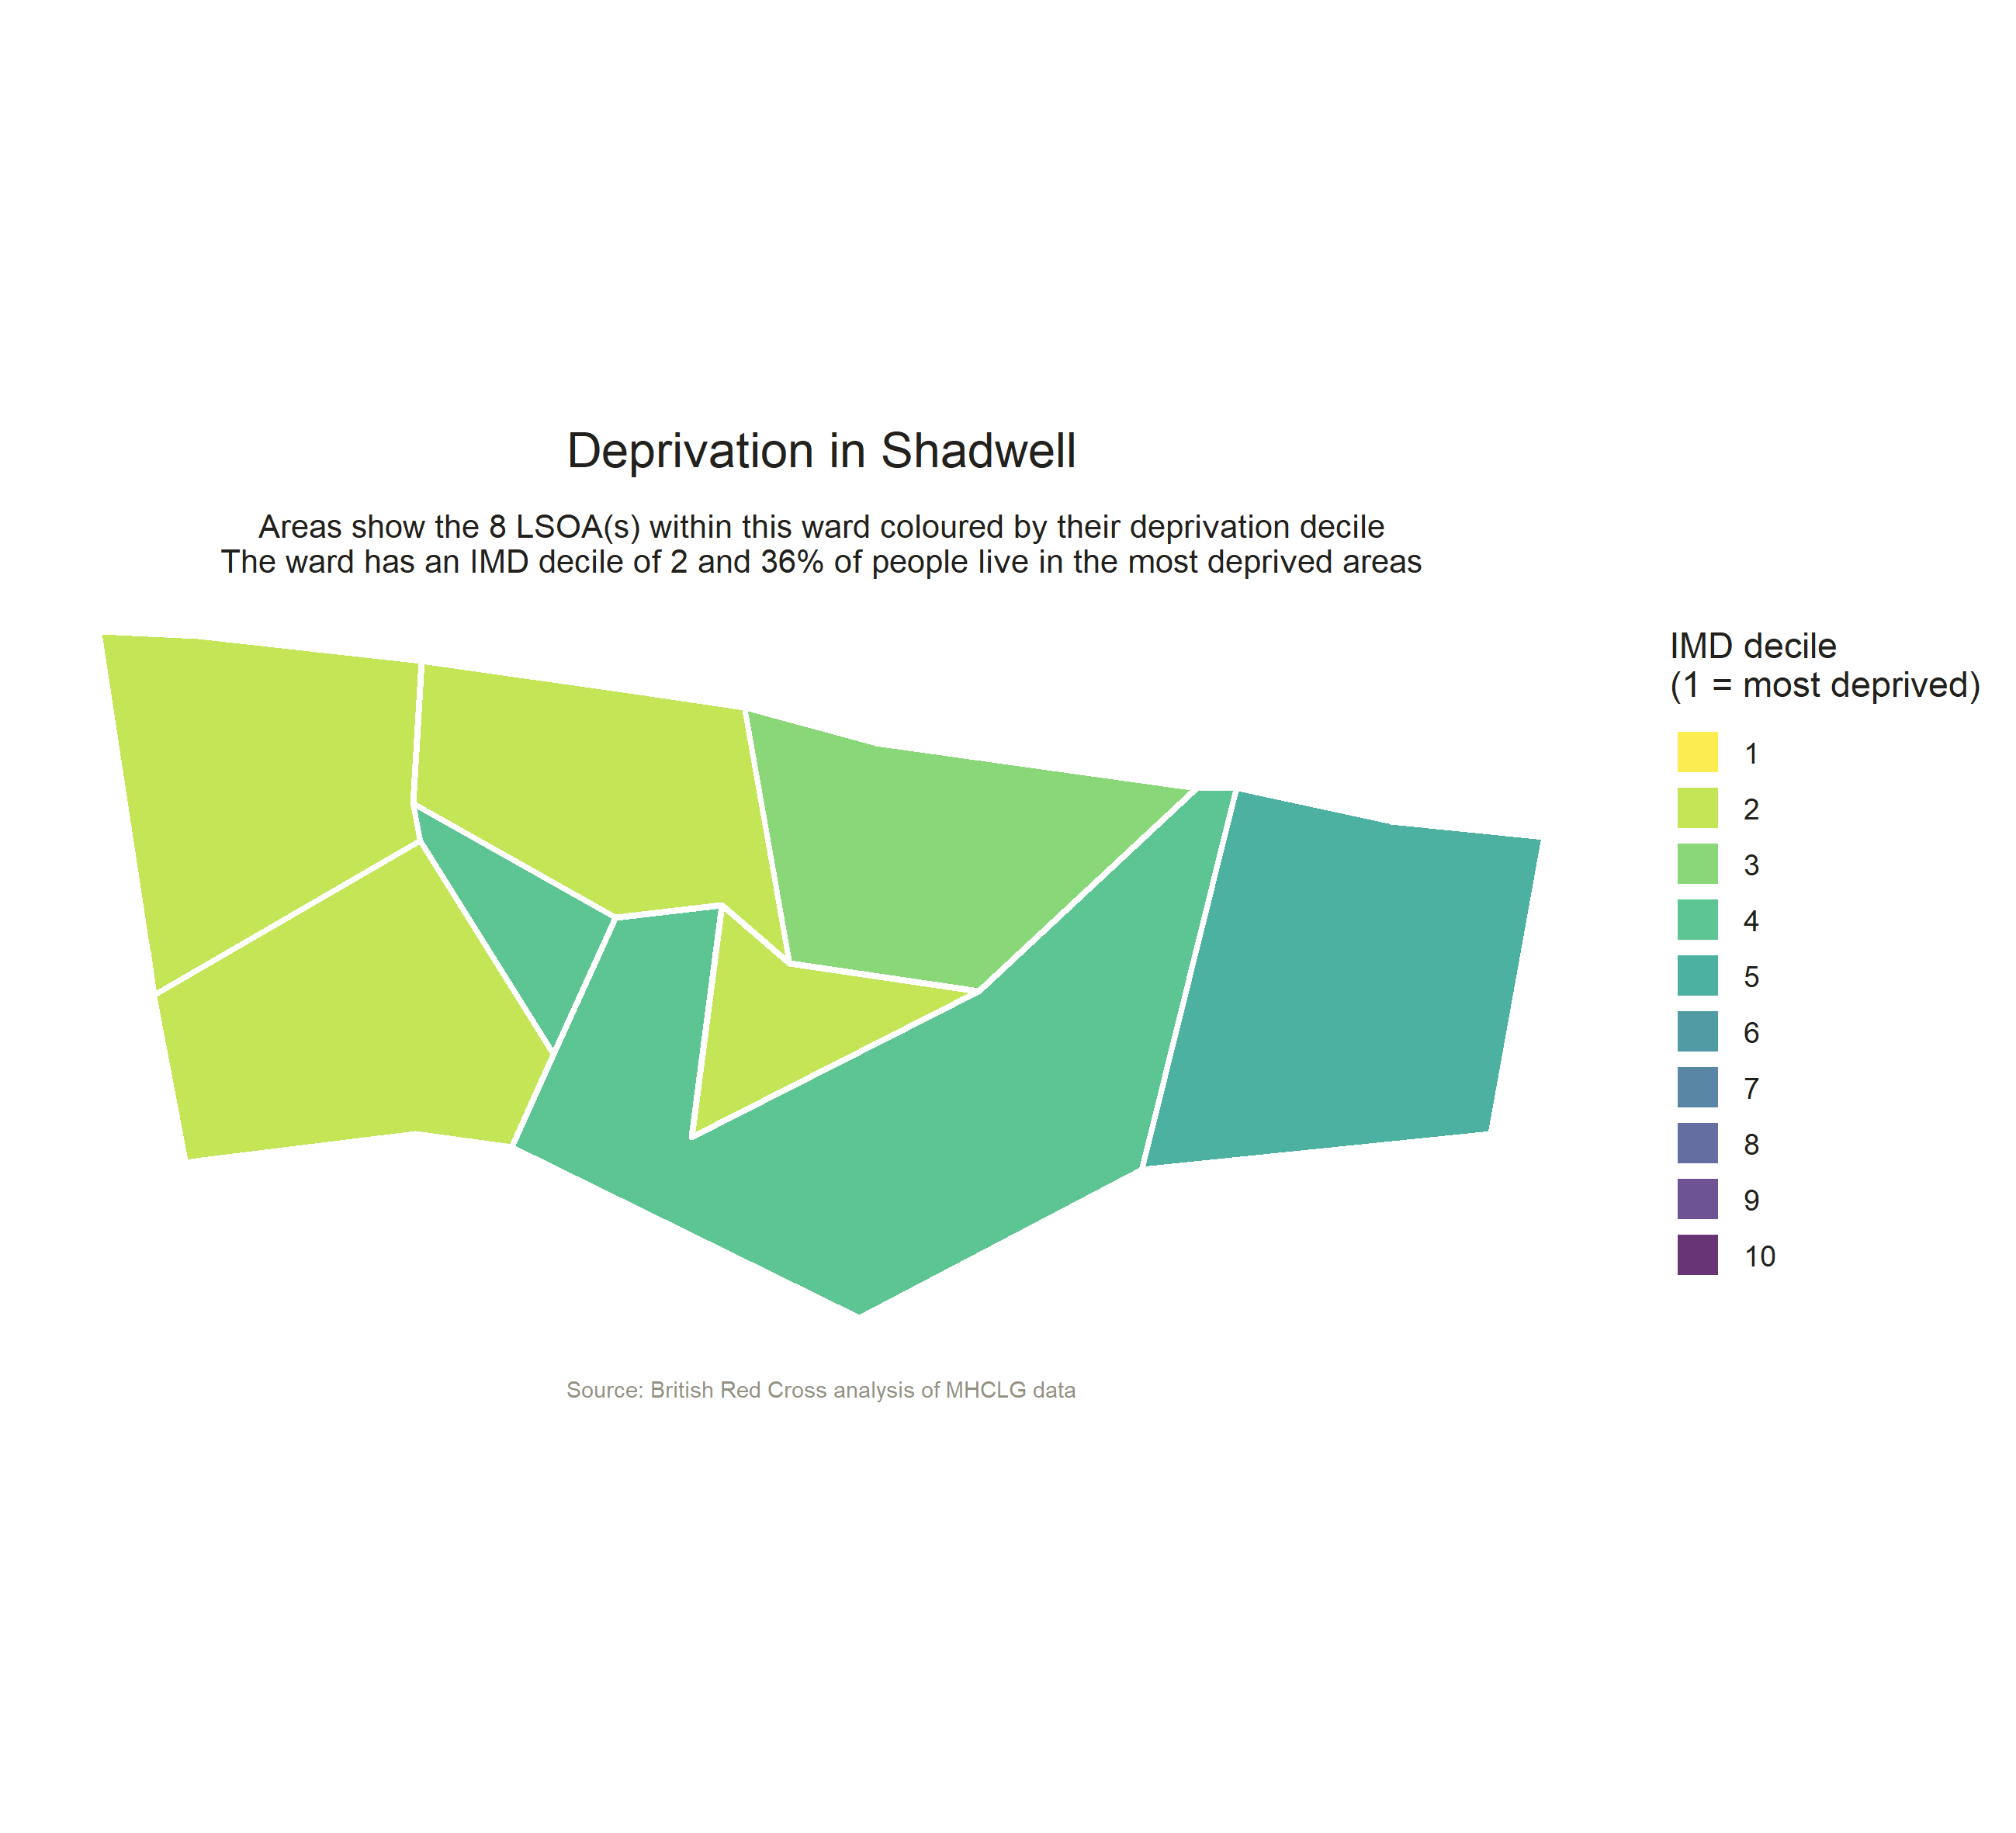 Deprivation in Shadwell
Areas show the 8 LSOA(s) within this ward coloured by their deprivation decile
The ward has an IMD decile of 2 and 36% of people live in the most deprived areas
IMD decile
(1 = most deprived)
1
2
3
4
5
6
7
8
9
10
Source: British Red Cross analysis of MHCLG data